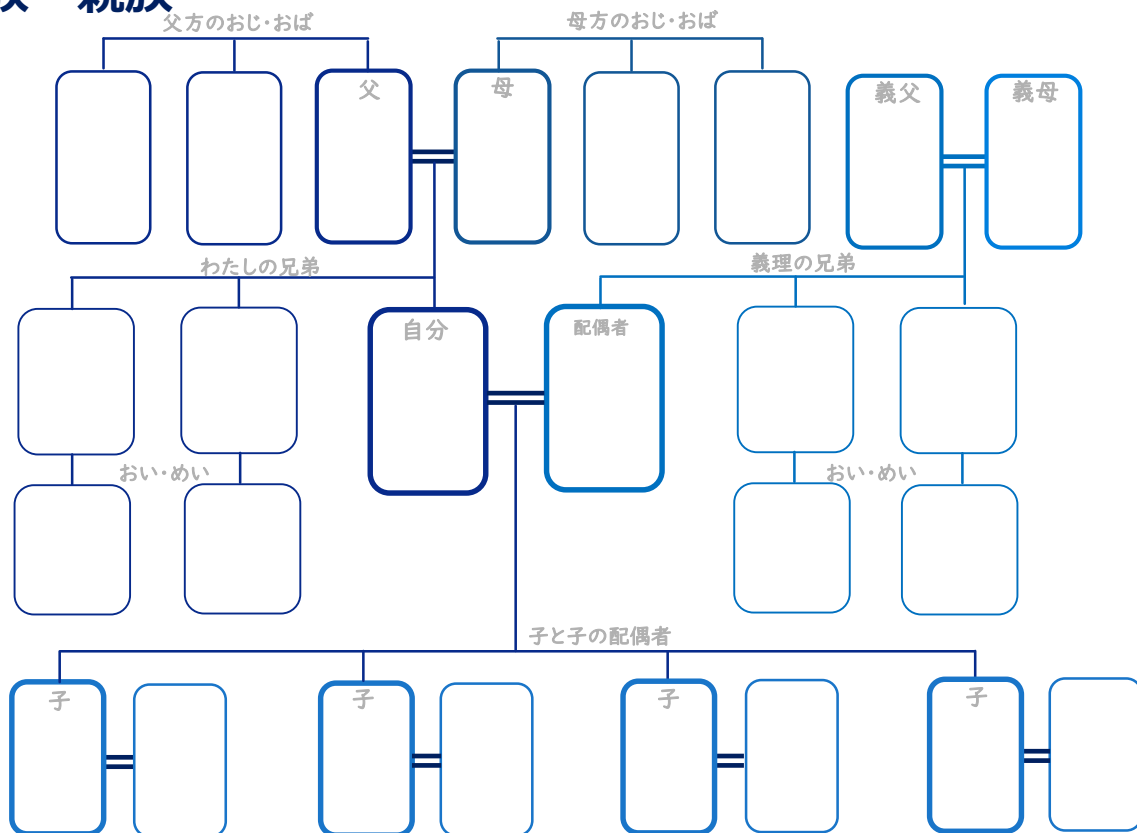 親族
父方のおじ・おば
母方のおじ・おば
父
母
義父
義母
わたしの兄弟
義理の兄弟
自分
配偶者
おい・めい
おい・めい
子と子の配偶者
子
子
子
子